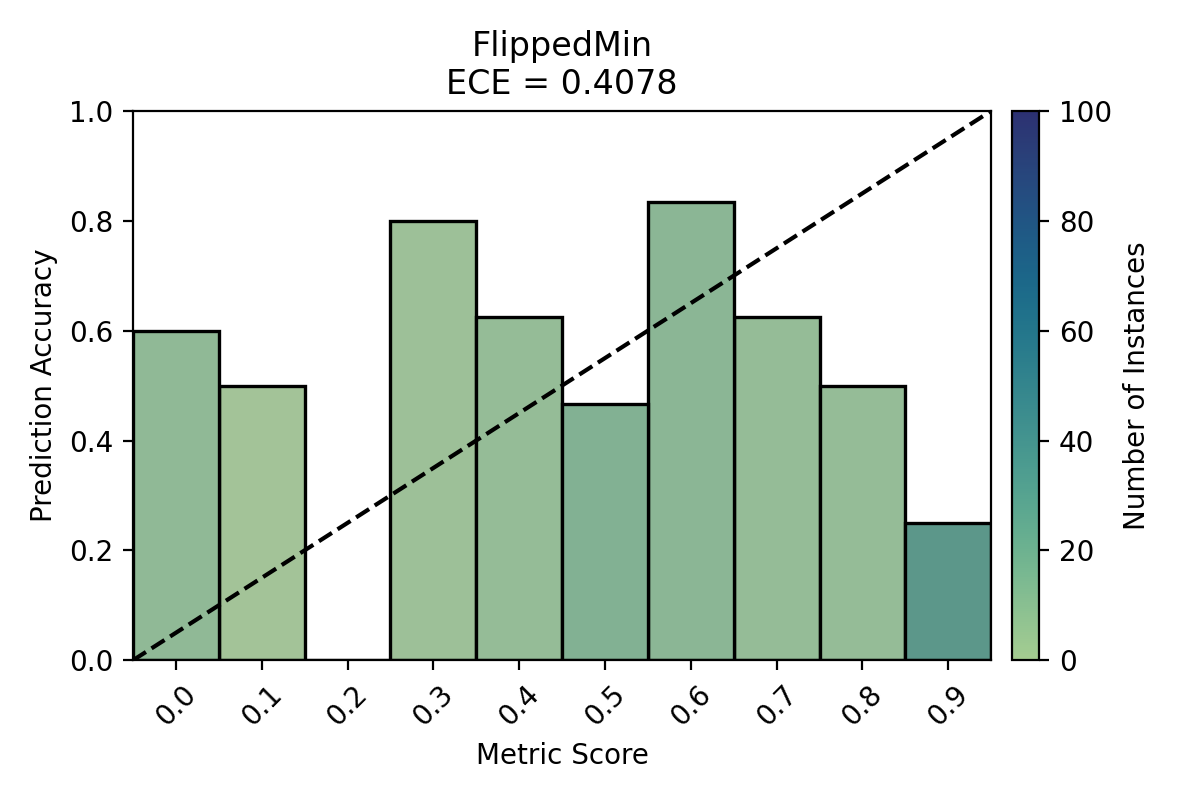 FlippedMin
ECE = 0.4078
1.0
0.8
0.6
0.4
0.2
0.0
Prediction Accuracy
0.0 0.1 0.2 0.3 0.4 0.5 0.6 0.7 0.8 0.9
Metric Score
100
80
60
40
20
0
Number of Instances